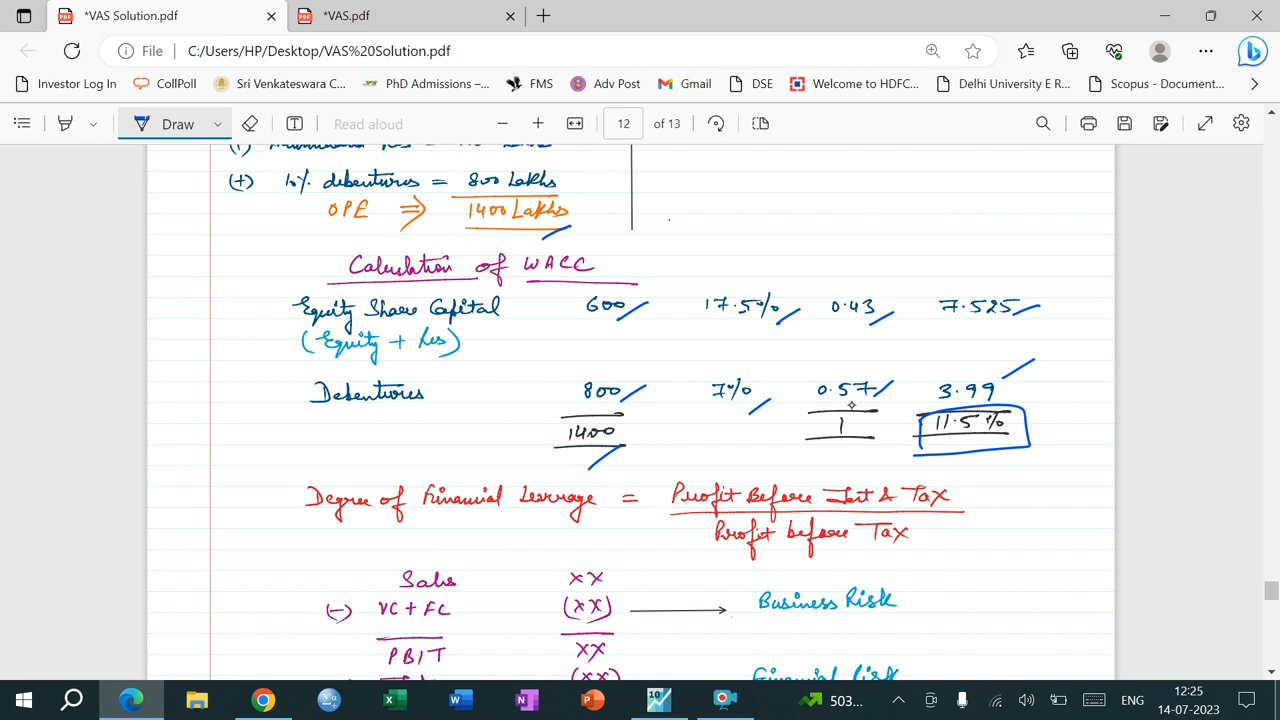 *VAS Solution.pdf
*VAS.pdf
File C:/Users/HP/Desktop/VAS%20Solution.pdf
Investor Log In CollPoll Sri Venkateswara C... PhD Admissions –... FMS Adv Post Gmail DSE Welcome to HDFC... Delhi University E R... Scopus - Document...
Draw Read aloud 12 of 13
(+) 10% debentures = 800 Lakhs
OPE ⇒ 1400 Lakhs
Calculation of WACC
Equity Share Capital 600 17.5% 0.43 7.525
(Equity + Res)
Debentures 800 7% 0.57 3.99
1400 1 11.5%
Degree of Financial Leverage = Profit Before Int & Tax
Profit before Tax
Sales XX
(-) VC + FC (XX) Business Risk
PBIT XX
(XX) Financial Risk
503...
ENG
12:25
14-07-2023